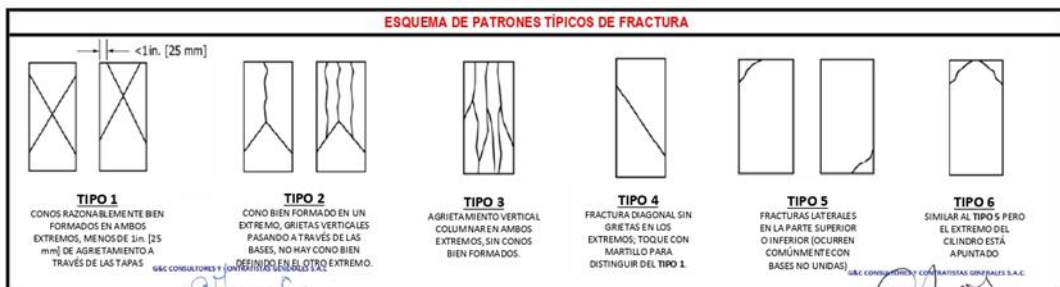 ESQUEMA DE PATRONES TÍPICOS DE FRACTURA
<1in. [25 mm]
TIPO 1
CONOS RAZONABLEMENTE BIEN
FORMADOS EN AMBOS
EXTREMOS, MENOS DE 1in. [25
mm] DE AGRIETAMIENTO A
TRAVÉS DE LAS TAPAS
TIPO 2
CONO BIEN FORMADO EN UN
EXTREMO, GRIETAS VERTICALES
PASANDO A TRAVÉS DE LAS
BASES, NO HAY CONO BIEN
DEFINIDO EN EL OTRO EXTREMO.
TIPO 3
AGRIETAMIENTO VERTICAL
COLUMNAR EN AMBOS
EXTREMOS, SIN CONOS
BIEN FORMADOS.
TIPO 4
FRACTURA DIAGONAL SIN
GRIETAS EN LOS
EXTREMOS; TOQUE CON
MARTILLO PARA
DISTINGUIR DEL TIPO 1.
TIPO 5
FRACTURAS LATERALES
EN LA PARTE SUPERIOR
O INFERIOR (OCURREN
COMÚNMENTE CON
BASES NO UNIDAS)
TIPO 6
SIMILAR AL TIPO 5 PERO
EL EXTREMO DEL
CILINDRO ESTÁ
APUNTADO
G&C CONSULTORES Y CONTRATISTAS GENERALES S.A.C.
G&C CONSULTORES Y CONTRATISTAS GENERALES S.A.C.